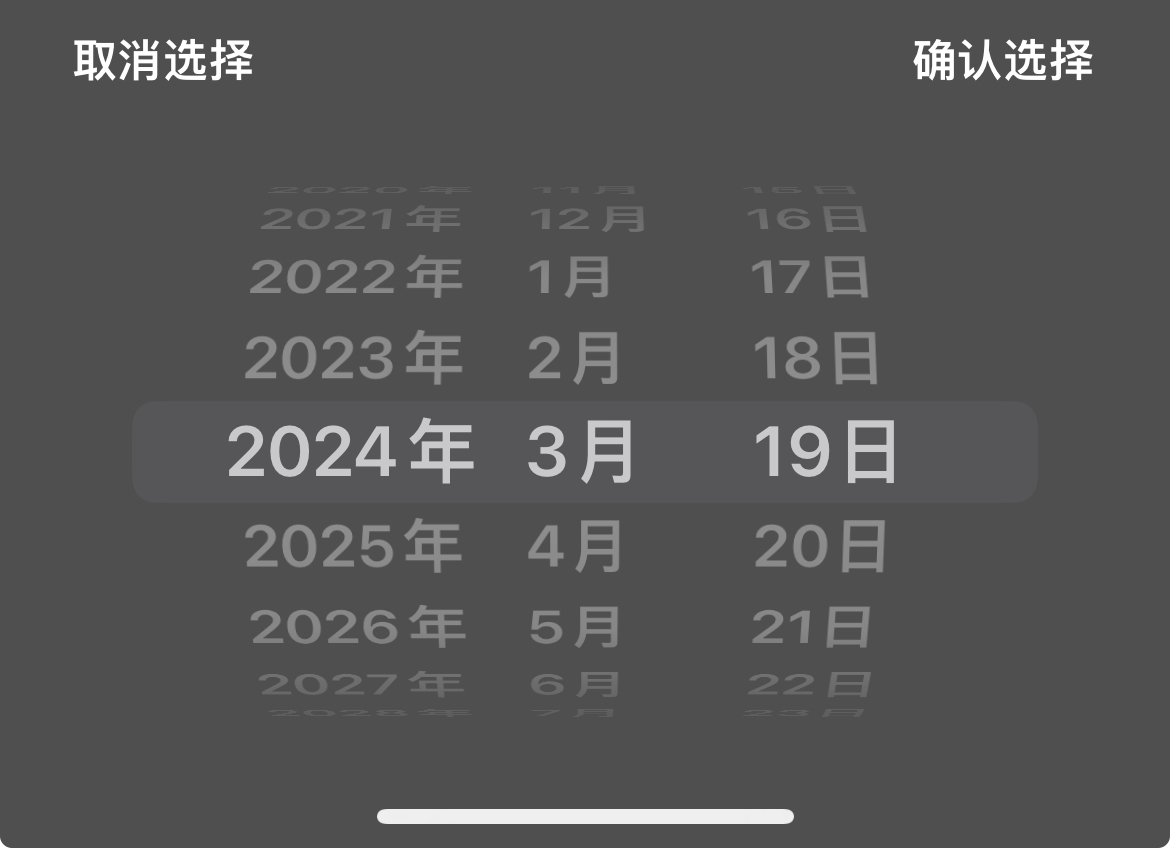 取消选择 确认选择
2020年 11月 15日
2021年 12月 16日
2022年 1月 17日
2023年 2月 18日
2024年 3月 19日
2025年 4月 20日
2026年 5月 21日
2027年 6月 22日
2028年 7月 23日